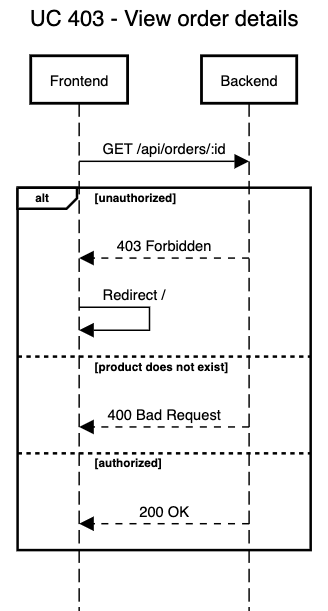 UC 403 - View order details
Frontend
Backend
GET /api/orders/:id
alt
[unauthorized]
403 Forbidden
Redirect /
[product does not exist]
400 Bad Request
[authorized]
200 OK